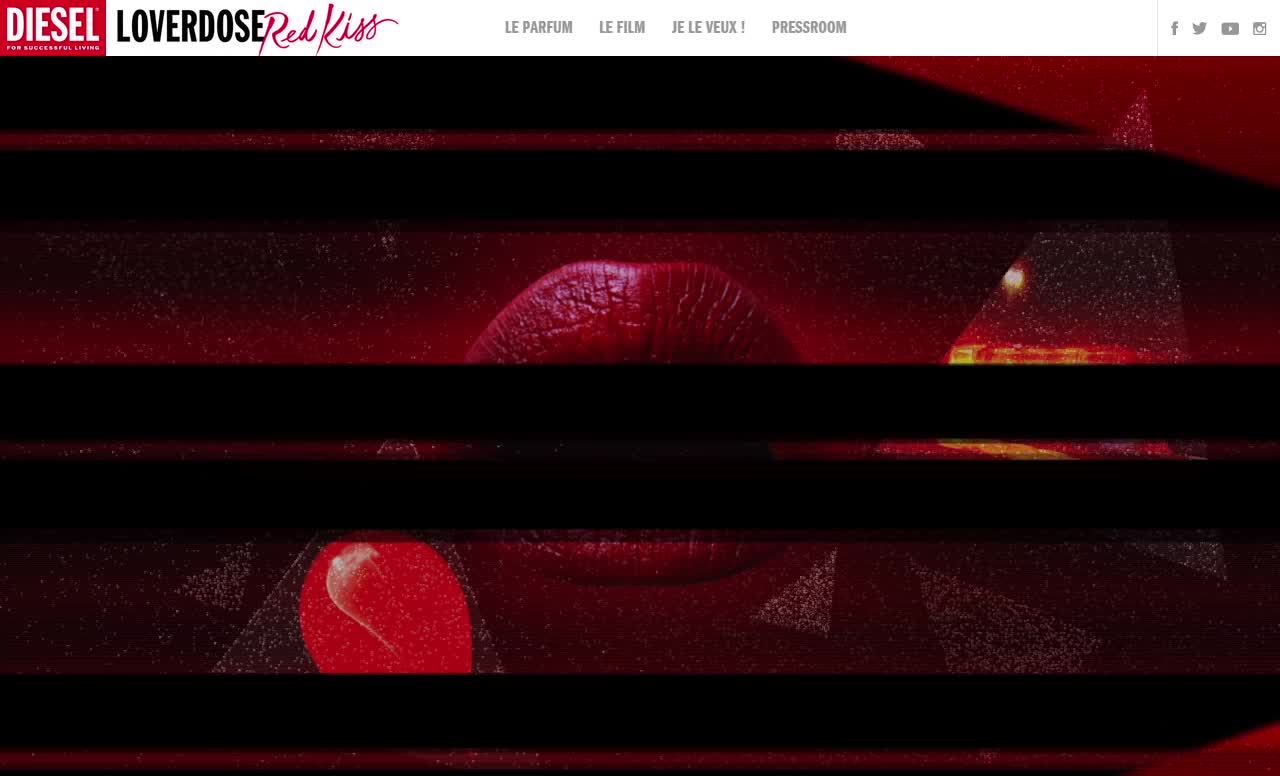 DIESEL®
FOR SUCCESSFUL LIVING
LOVERDOSE Red Kiss
LE PARFUM LE FILM JE LE VEUX ! PRESSROOM